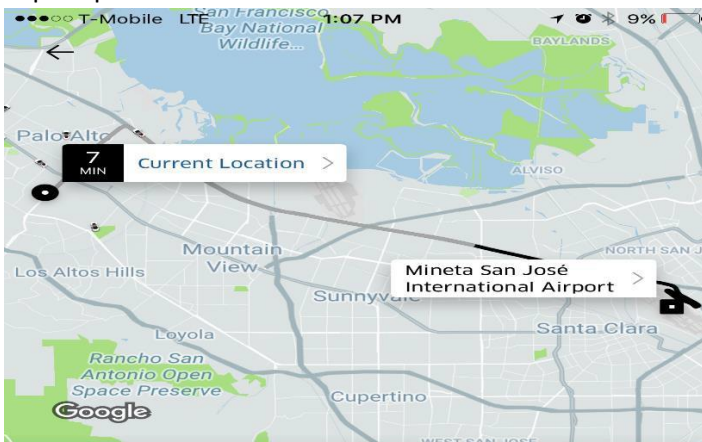 T-Mobile LTE 1:07 PM 9%
San Francisco
Bay National
Wildlife...
BAYLANDS
Palo Alto
7
MIN
Current Location >
ALVISO
Mountain
View
NORTH SAN J
Los Altos Hills
Mineta San José
International Airport >
Sunnyvale
Santa Clara
Loyola
Rancho San
Antonio Open
Space Preserve
Cupertino
Google
WEST SAN JOSE